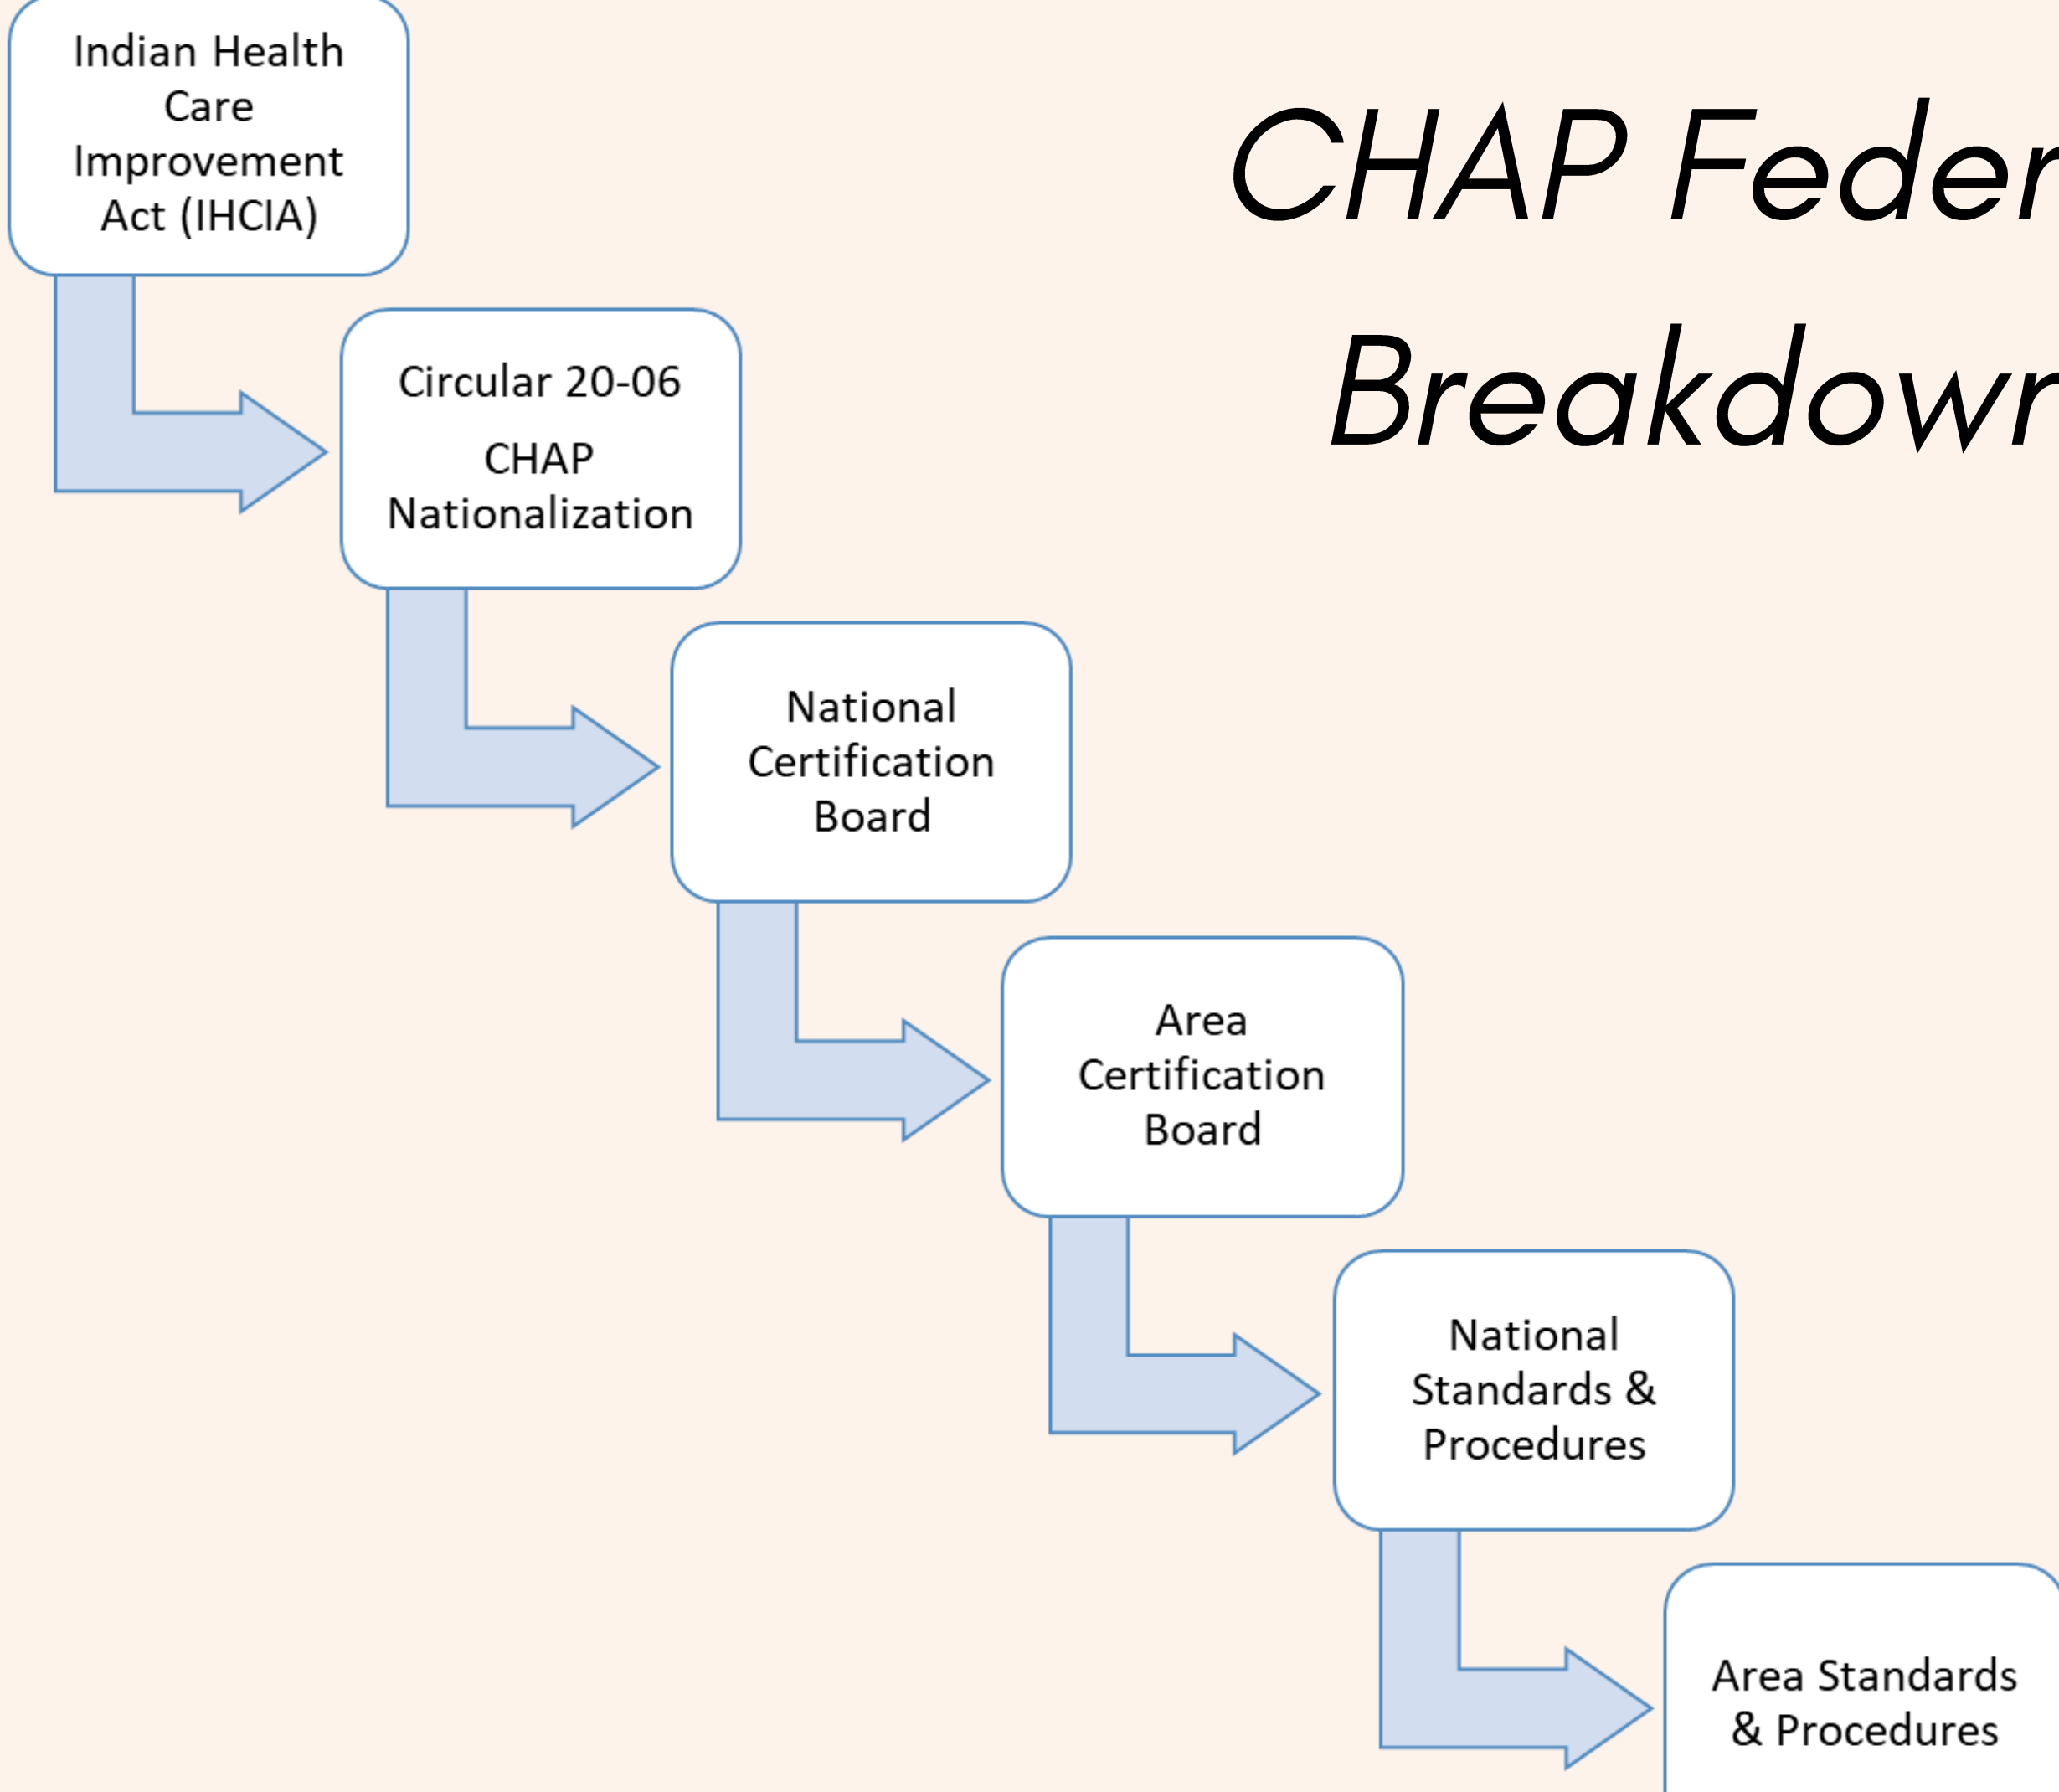 Indian Health
Care
Improvement
Act (IHCIA)
CHAP Feder
Breakdown
Circular 20-06
CHAP
Nationalization
National
Certification
Board
Area
Certification
Board
National
Standards &
Procedures
Area Standards
& Procedures